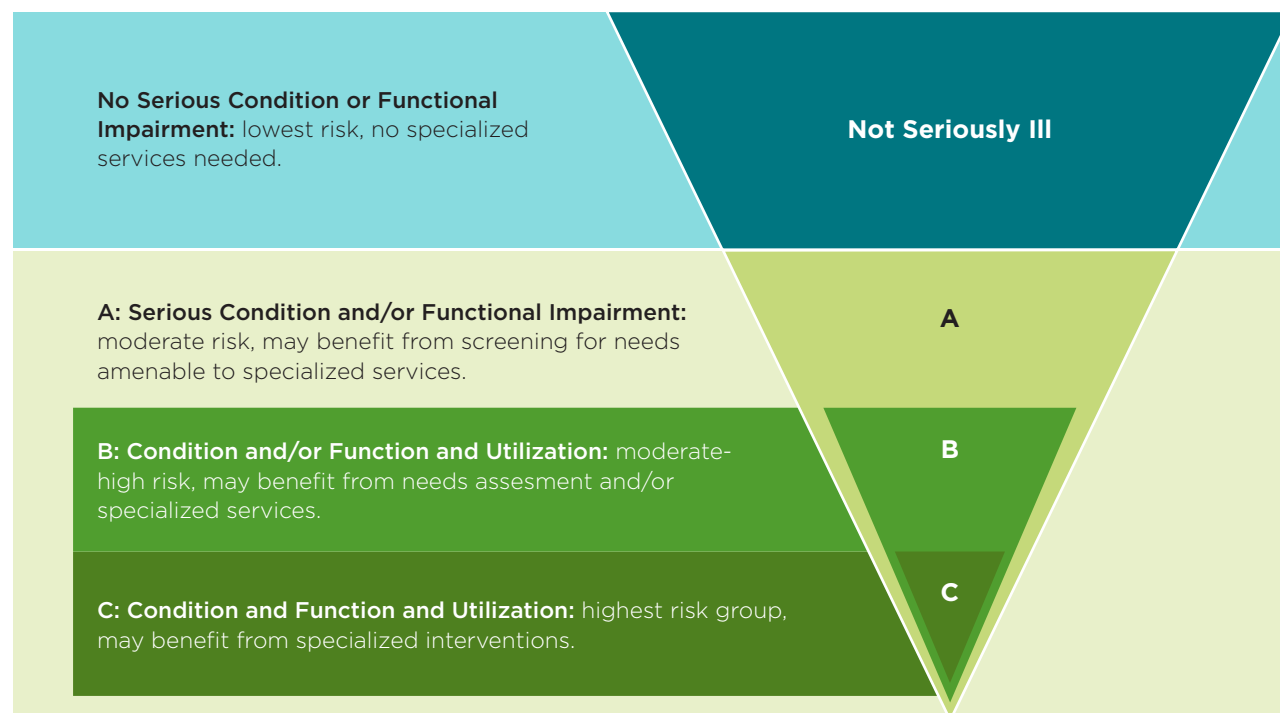 No Serious Condition or Functional
Impairment: lowest risk, no specialized
services needed.
Not Seriously Ill
A: Serious Condition and/or Functional Impairment:
moderate risk, may benefit from screening for needs
amenable to specialized services.
A
B: Condition and/or Function and Utilization: moderate-
high risk, may benefit from needs assesment and/or
specialized services.
B
C: Condition and Function and Utilization: highest risk group,
may benefit from specialized interventions.
C